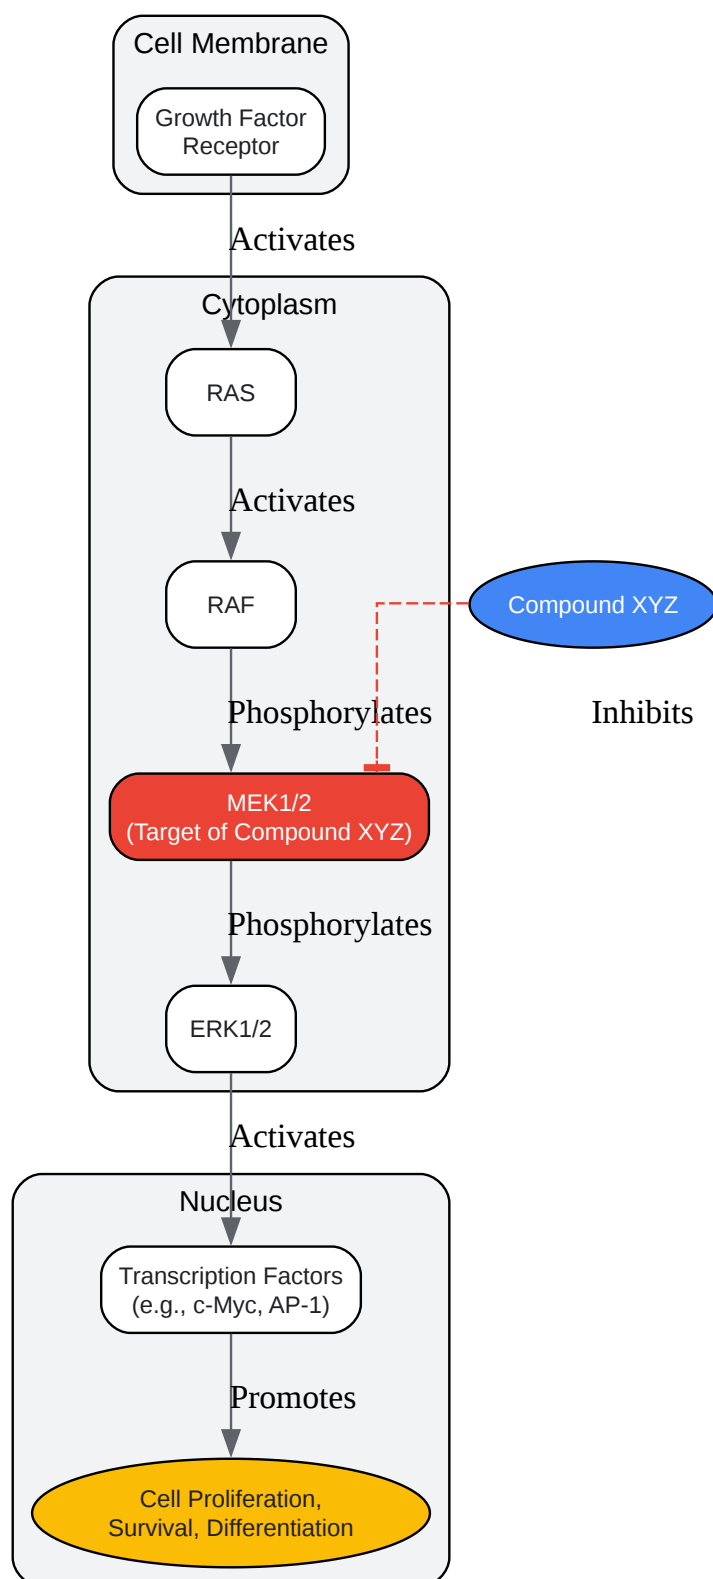 Cell Membrane
Growth Factor
Receptor
Activates
Cytoplasm
RAS
Activates
RAF
Compound XYZ
Phosphorylates
Inhibits
MEK1/2
(Target of Compound XYZ)
Phosphorylates
ERK1/2
Activates
Nucleus
Transcription Factors
(e.g., c-Myc, AP-1)
Promotes
Cell Proliferation,
Survival, Differentiation